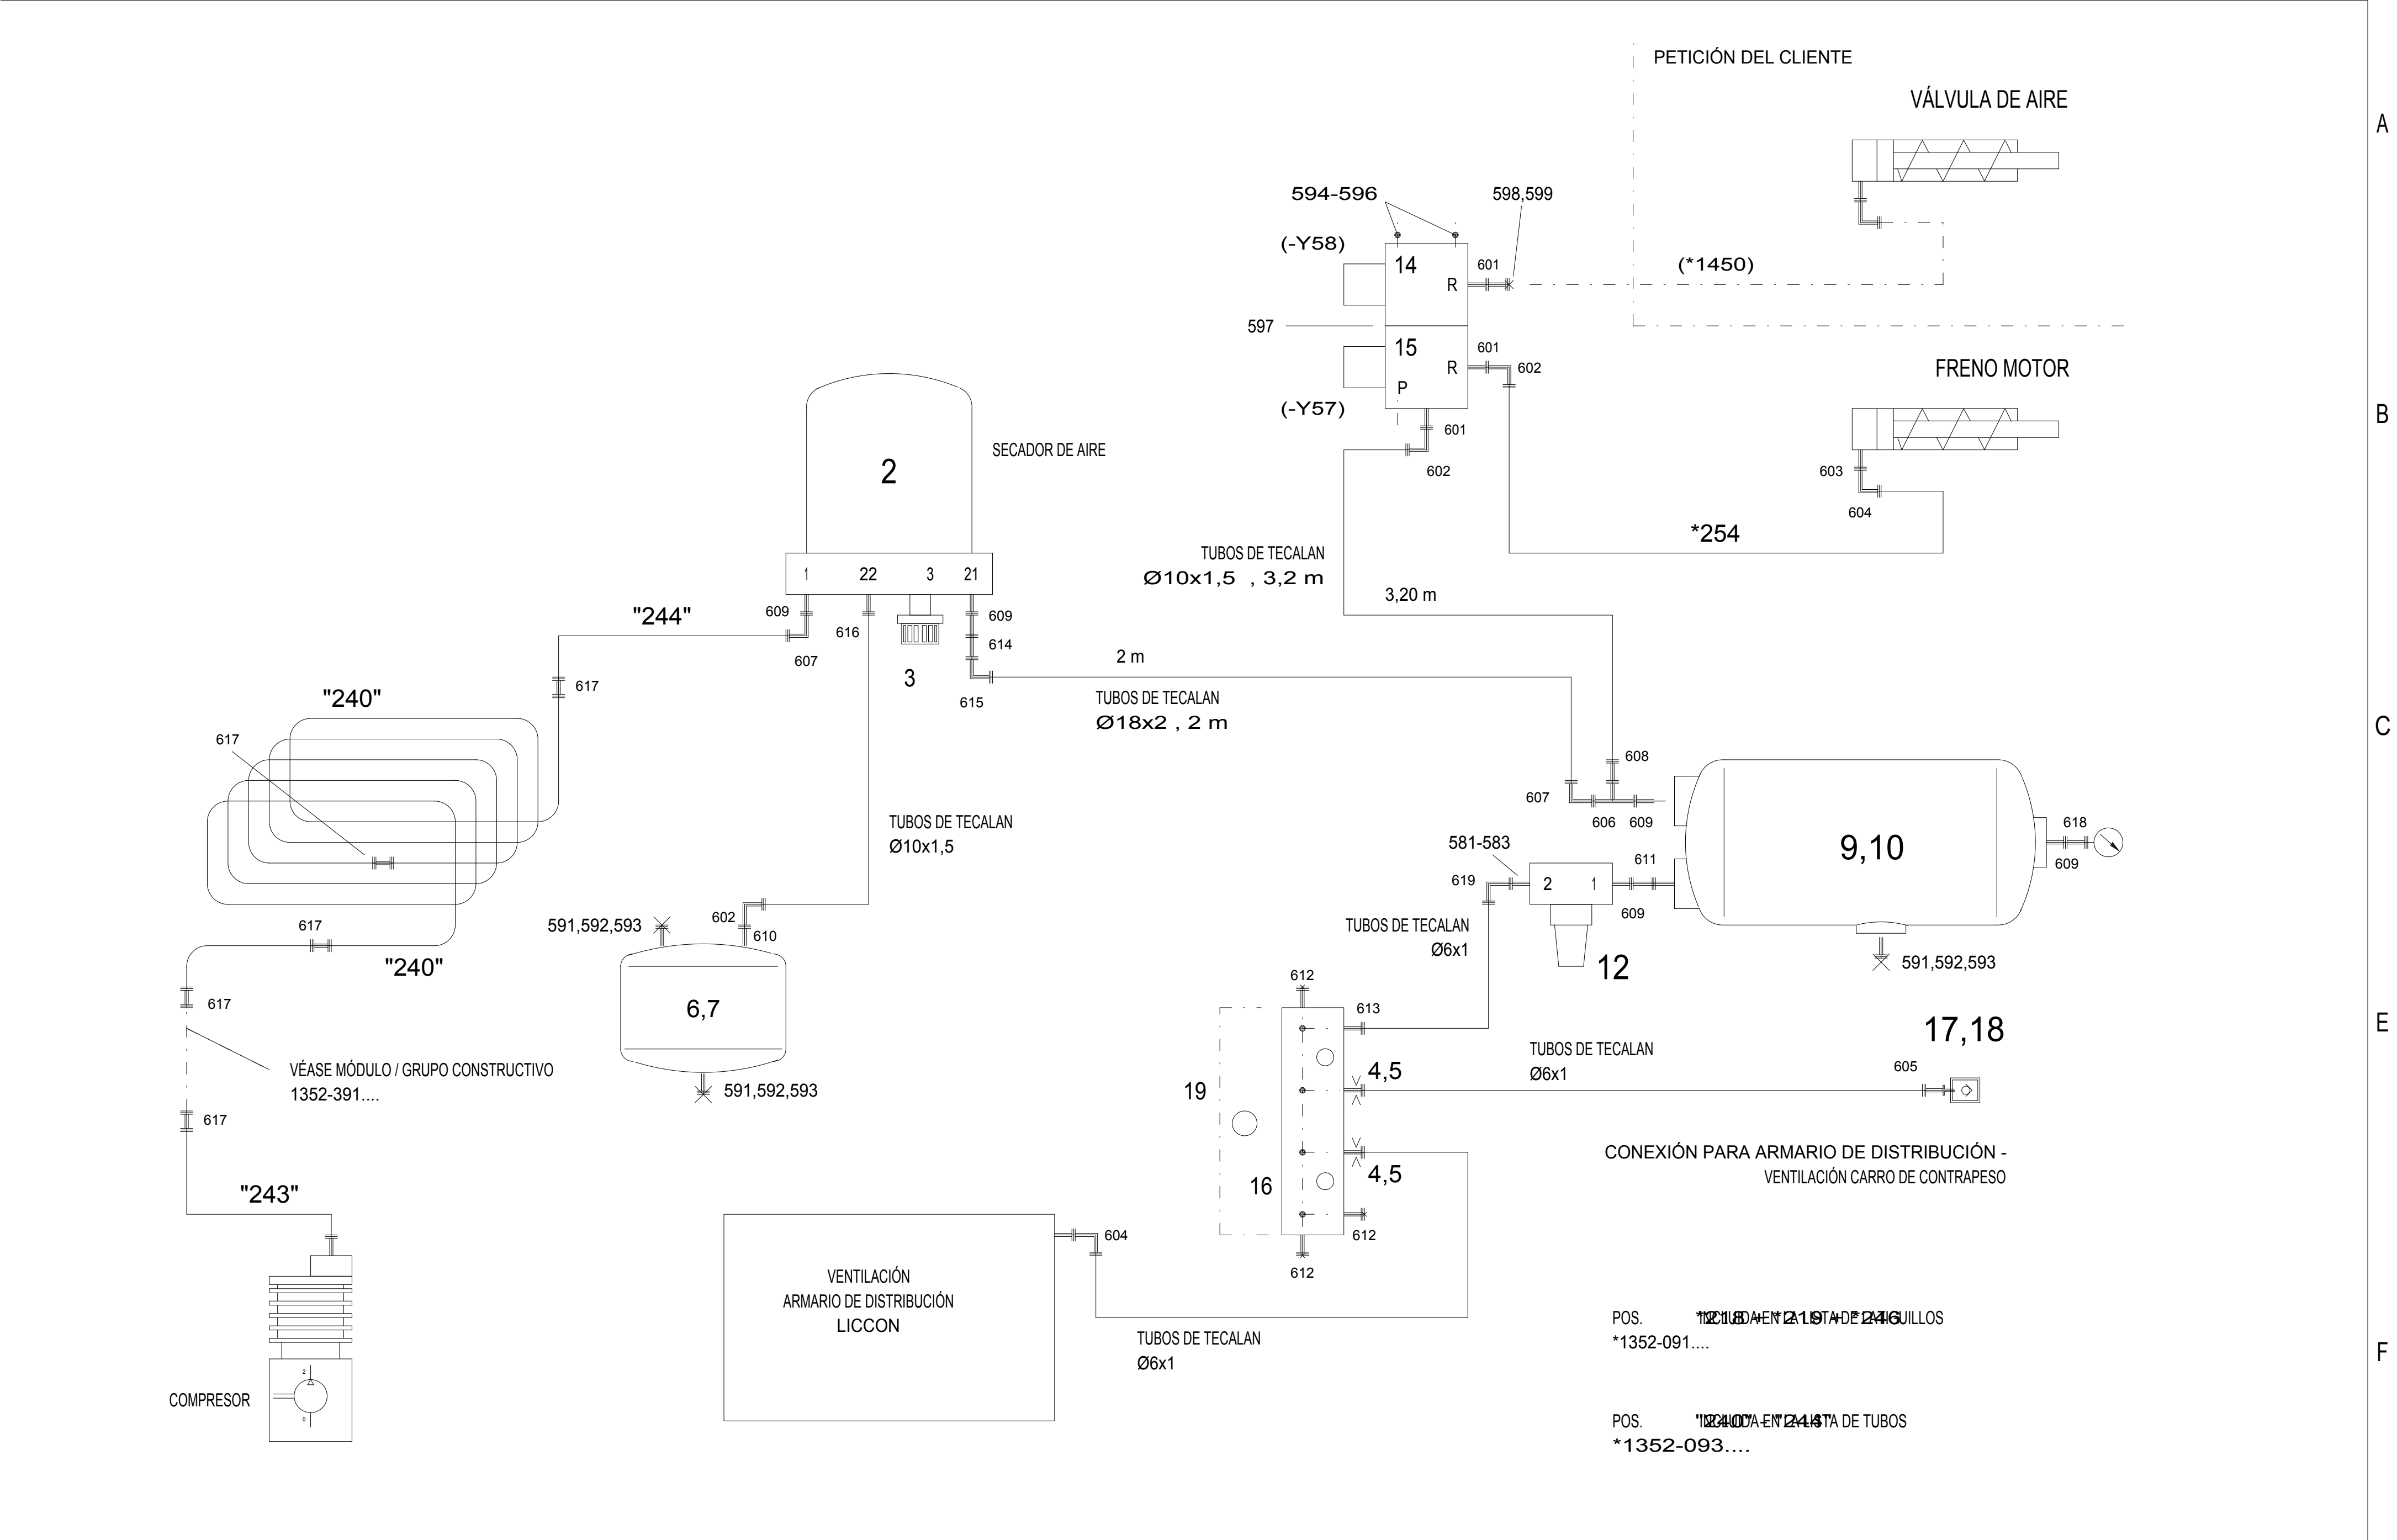 PETICIÓN DEL CLIENTE
VÁLVULA DE AIRE
A
594-596
598,599
(-Y58)
14
601
R
(*1450)
597
15
601
R
602
P
FRENO MOTOR
(-Y57)
601
602
B
SECADOR DE AIRE
2
603
604
*254
TUBOS DE TECALAN
Ø10x1,5 , 3,2 m
3,20 m
1
22
3
21
"244"
609
616
609
614
607
3
615
2 m
TUBOS DE TECALAN
Ø18x2 , 2 m
617
"240"
617
C
608
607
606
609
618
609
9,10
TUBOS DE TECALAN
Ø10x1,5
581-583
611
619
2
1
609
617
"240"
591,592,593
602
610
TUBOS DE TECALAN
Ø6x1
12
591,592,593
617
6,7
612
613
17,18
E
VÉASE MÓDULO / GRUPO CONSTRUCTIVO
1352-391....
591,592,593
19
4,5
TUBOS DE TECALAN
Ø6x1
605
617
CONEXIÓN PARA ARMARIO DE DISTRIBUCIÓN -
VENTILACIÓN CARRO DE CONTRAPESO
16
4,5
"243"
604
612
612
VENTILACIÓN
ARMARIO DE DISTRIBUCIÓN
LICCON
TUBOS DE TECALAN
Ø6x1
POS.
*1352-091....
F
2
0
COMPRESOR
POS. DE TUBOS
*1352-093....